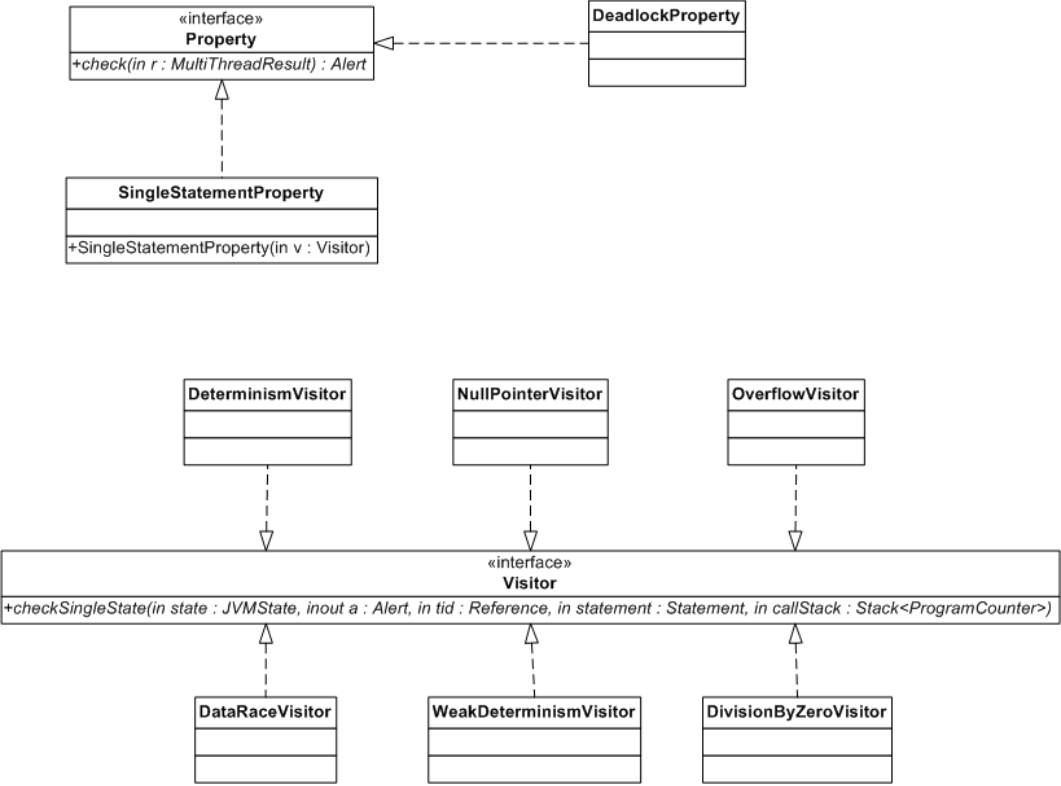 «interface»
Property
+check(in r : MultiThreadResult) : Alert
DeadlockProperty
SingleStatementProperty
+SingleStatementProperty(in v : Visitor)
DeterminismVisitor
NullPointerVisitor
OverflowVisitor
«interface»
Visitor
+checkSingleState(in state : JVMState, inout a : Alert, in tid : Reference, in statement : Statement, in callStack : Stack<ProgramCounter>)
DataRaceVisitor
WeakDeterminismVisitor
DivisionByZeroVisitor